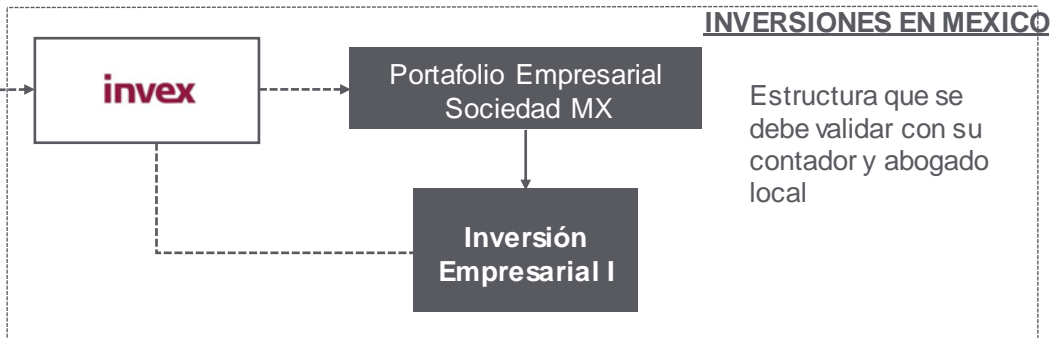 INVERSIONES EN MEXICO
invex
Portafolio Empresarial
Sociedad MX
Estructura que se
debe validar con su
contador y abogado
local
Inversión
Empresarial I